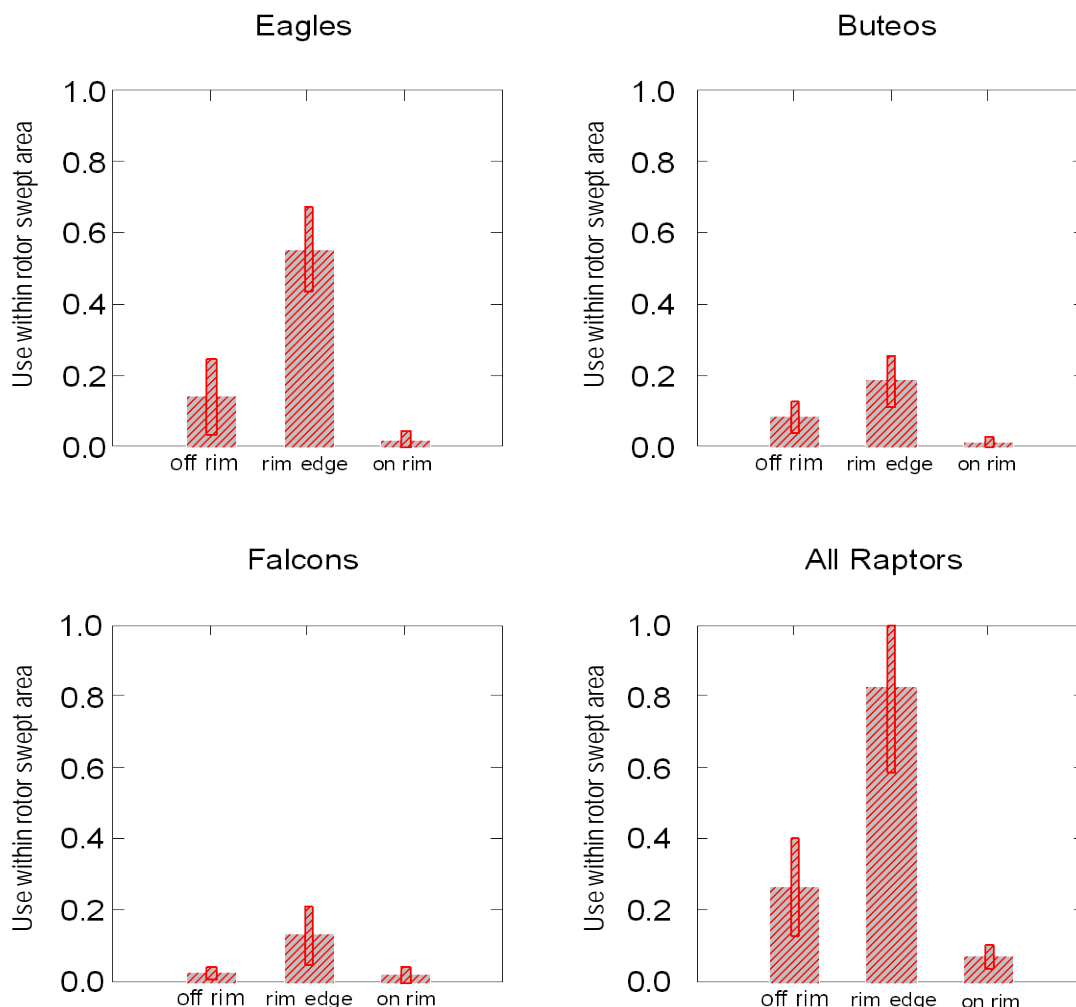 Eagles
Use within rotor swept area
1.0
0.8
0.6
0.4
0.2
0.0
off rim rim edge on rim
Buteos
Use within rotor swept area
1.0
0.8
0.6
0.4
0.2
0.0
off rim rim edge on rim
Falcons
Use within rotor swept area
1.0
0.8
0.6
0.4
0.2
0.0
off rim rim edge on rim
All Raptors
Use within rotor swept area
1.0
0.8
0.6
0.4
0.2
0.0
off rim rim edge on rim